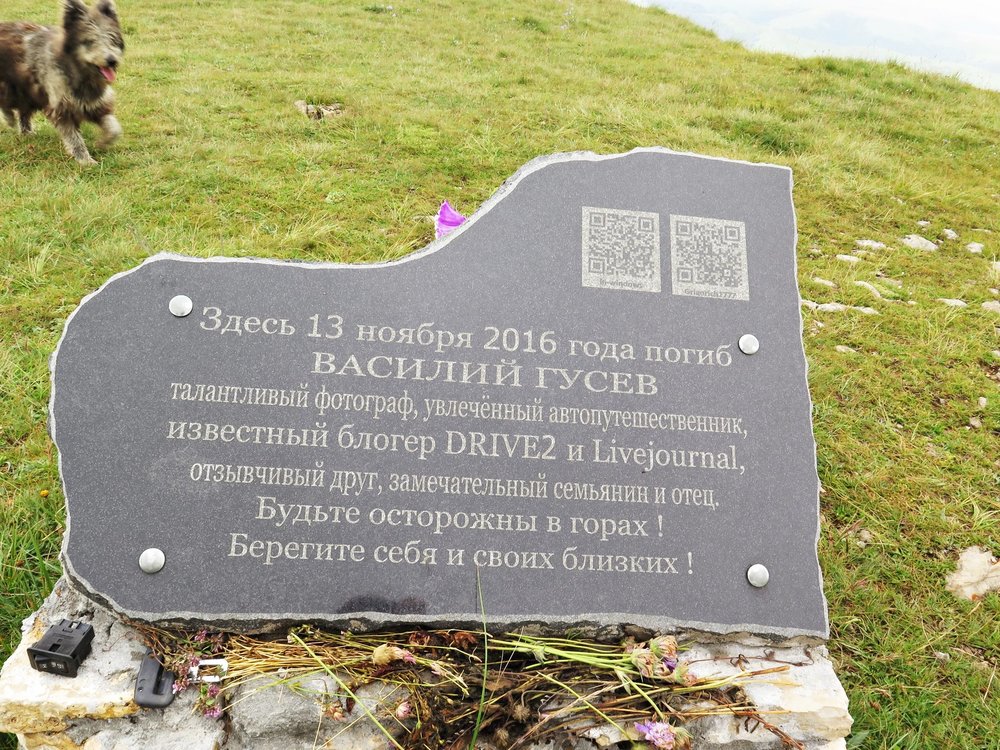 Здесь 13 ноября 2016 года погиб
ВАСИЛИЙ ГУСЕВ
талантливый фотограф, увлечённый автопутешественник,
известный блогер DRIVE2 и Livejournal,
отзывчивый друг, замечательный семьянин и отец.
Будьте осторожны в горах !
Берегите себя и своих близких !